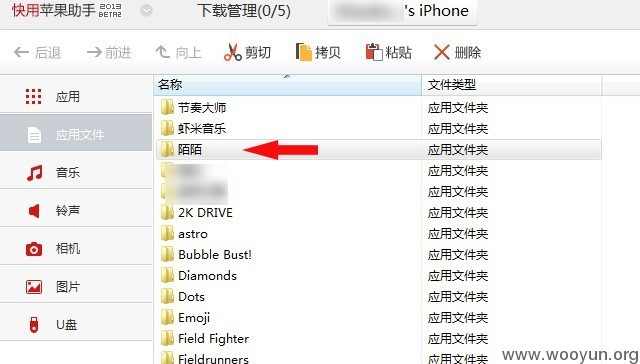 快用苹果助手 2013 BETA2 下载管理(0/5) 's iPhone
后退 前进 向上 剪切 拷贝 粘贴 删除
名称 文件类型
应用
应用文件
音乐
铃声
相机
图片
U盘
节奏大师 应用文件夹
虾米音乐 应用文件夹
陌陌 应用文件夹
应用文件夹
应用文件夹
2K DRIVE 应用文件夹
astro 应用文件夹
Bubble Bust! 应用文件夹
Diamonds 应用文件夹
Dots 应用文件夹
Emoji 应用文件夹
Field Fighter 应用文件夹
Fieldrunners 应用文件夹
www.wooyun.org